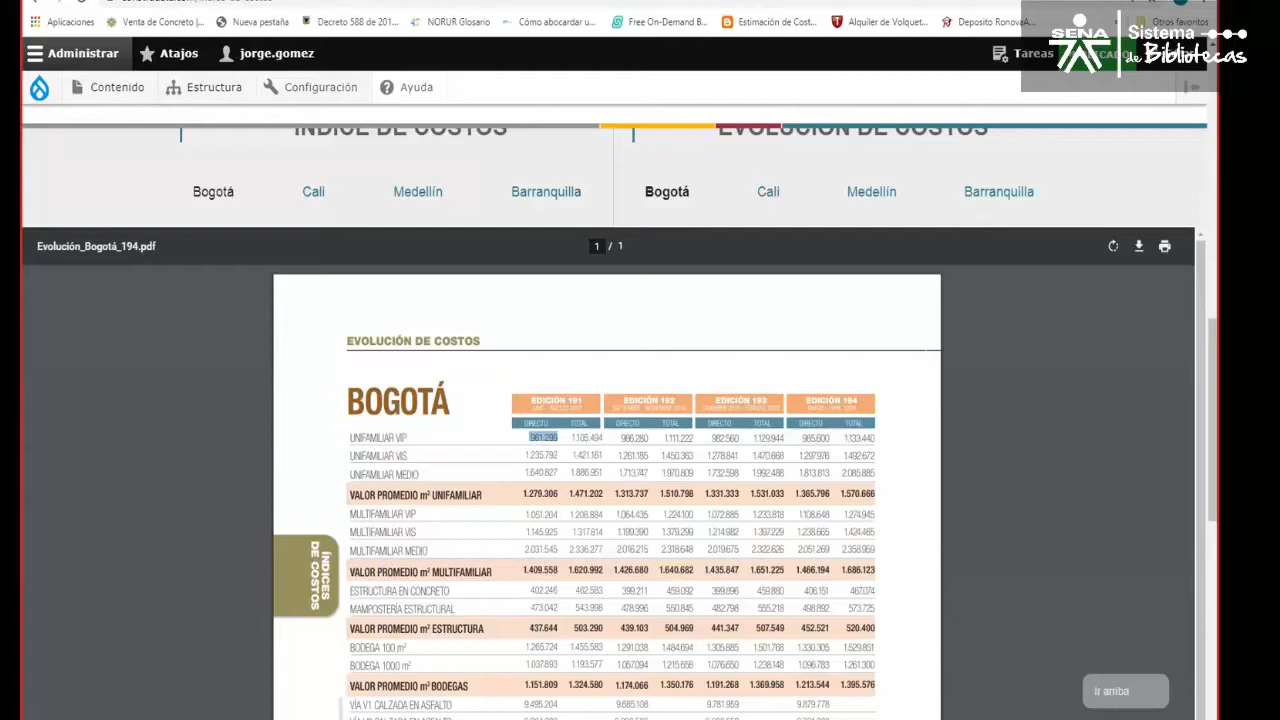 Aplicaciones Venta de Concreto |... Nueva pestaña Decreto 588 de 201... NORUR Glosario Cómo abocardar u... Free On-Demand B... Estimación de Cost... Alquiler de Volquet... Deposito RonovaA... Otros favoritos
SENA Sistema de Bibliotecas
Administrar Atajos jorge.gomez Tareas
Contenido Estructura Configuración Ayuda
ÍNDICE DE COSTOS EVOLUCIÓN DE COSTOS
Bogotá Cali Medellín Barranquilla Bogotá Cali Medellín Barranquilla
Evolución_Bogotá_194.pdf 1 / 1
EVOLUCIÓN DE COSTOS
BOGOTÁ EDICIÓN 191 EDICIÓN 192 EDICIÓN 193 EDICIÓN 194
DIRECTO TOTAL DIRECTO TOTAL DIRECTO TOTAL DIRECTO TOTAL
UNIFAMILIAR VIP 961.299 1.105.494 966.280 1.111.222 982.560 1.129.944 985.600 1.133.440
UNIFAMILIAR VIS 1.235.792 1.421.161 1.261.185 1.450.363 1.278.841 1.470.668 1.297.976 1.492.672
UNIFAMILIAR MEDIO 1.640.827 1.886.951 1.713.747 1.970.809 1.732.598 1.992.488 1.813.813 2.085.885
VALOR PROMEDIO m² UNIFAMILIAR 1.279.306 1.471.202 1.313.737 1.510.798 1.331.333 1.531.033 1.365.796 1.570.666
MULTIFAMILIAR VIP 1.051.204 1.208.884 1.064.435 1.224.100 1.072.885 1.233.818 1.108.648 1.274.945
MULTIFAMILIAR VIS 1.145.925 1.317.814 1.199.390 1.379.299 1.214.982 1.397.229 1.238.665 1.424.465
MULTIFAMILIAR MEDIO 2.031.545 2.336.277 2.016.215 2.318.648 2.019.675 2.322.626 2.051.269 2.358.959
VALOR PROMEDIO m² MULTIFAMILIAR 1.409.558 1.620.992 1.426.680 1.640.682 1.435.847 1.651.225 1.466.194 1.686.123
ESTRUCTURA EN CONCRETO 402.246 462.583 399.211 459.092 399.896 459.880 406.151 467.074
MAMPOSTERÍA ESTRUCTURAL 473.042 543.998 478.996 550.845 482.798 555.218 498.892 573.725
VALOR PROMEDIO m² ESTRUCTURA 437.644 503.290 439.103 504.969 441.347 507.549 452.521 520.400
BODEGA 100 m² 1.265.724 1.455.583 1.291.038 1.484.694 1.305.885 1.501.768 1.330.305 1.529.851
BODEGA 1000 m² 1.037.893 1.193.577 1.057.094 1.215.658 1.076.650 1.238.148 1.096.783 1.261.300
VALOR PROMEDIO m² BODEGAS 1.151.809 1.324.580 1.174.066 1.350.176 1.191.268 1.369.958 1.213.544 1.395.576
VÍA V1 CALZADA EN ASFALTO 9.495.204 9.685.108 9.781.959 9.879.778
ÍNDICES
DE COSTOS
Ir arriba